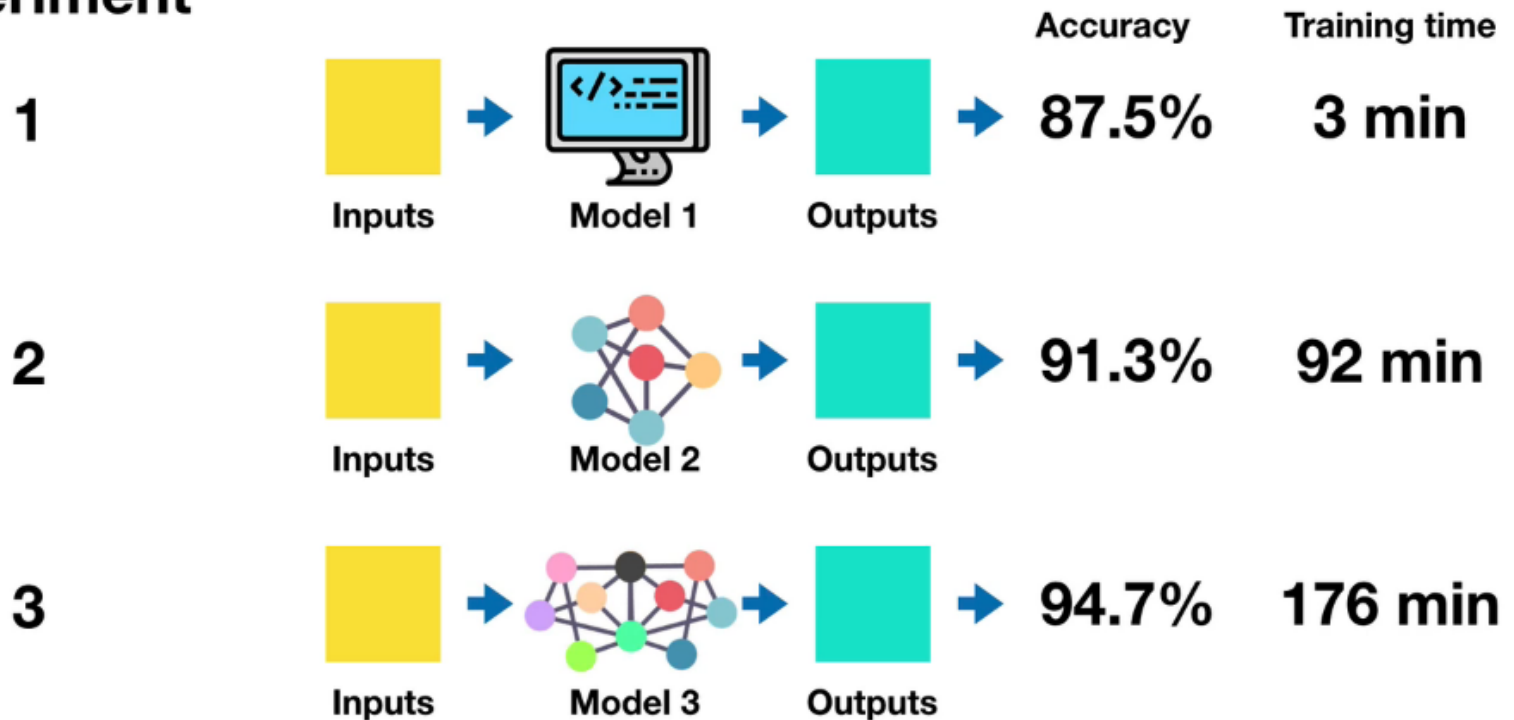 Accuracy Training time
1 </> 87.5% 3 min
Inputs Model 1 Outputs
2 91.3% 92 min
Inputs Model 2 Outputs
3 94.7% 176 min
Inputs Model 3 Outputs